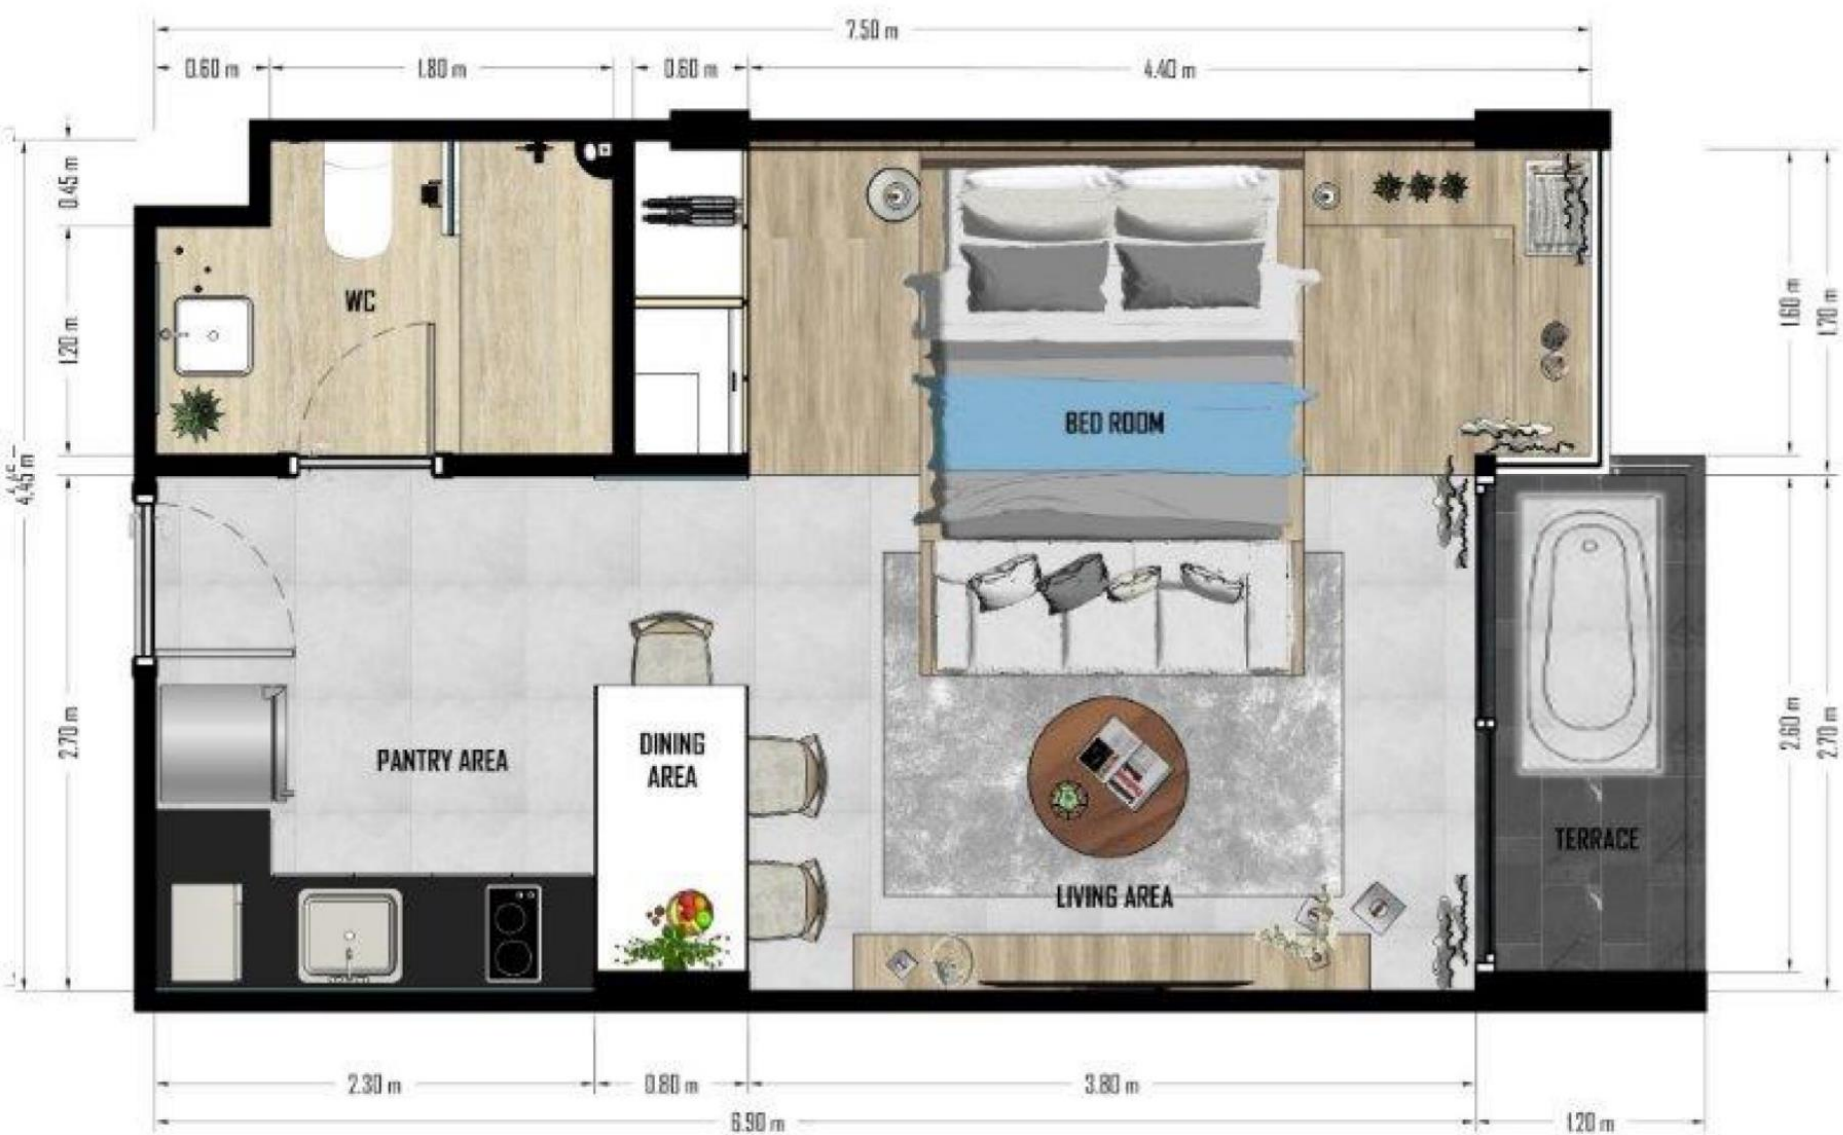 7.50 m
0.60 m
1.80 m
0.60 m
4.40 m
0.45 m
1.20 m
4.45 m
2.70 m
1.60 m
1.70 m
2.60 m
2.70 m
WC
BED ROOM
PANTRY AREA
DINING
AREA
LIVING AREA
TERRACE
2.30 m
0.80 m
3.80 m
6.90 m
1.20 m